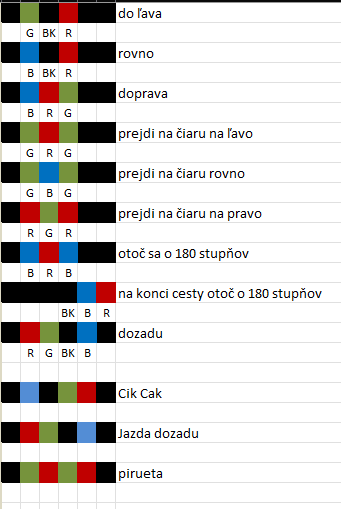 do ľava
G BK R
rovno
B BK R
doprava
B R G
prejdi na čiaru na ľavo
G R G
prejdi na čiaru rovno
G B G
prejdi na čiaru na pravo
R G R
otoč sa o 180 stupňov
B R B
na konci cesty otoč o 180 stupňov
BK B R
dozadu
R G BK B
Cik Cak
Jazda dozadu
pirueta